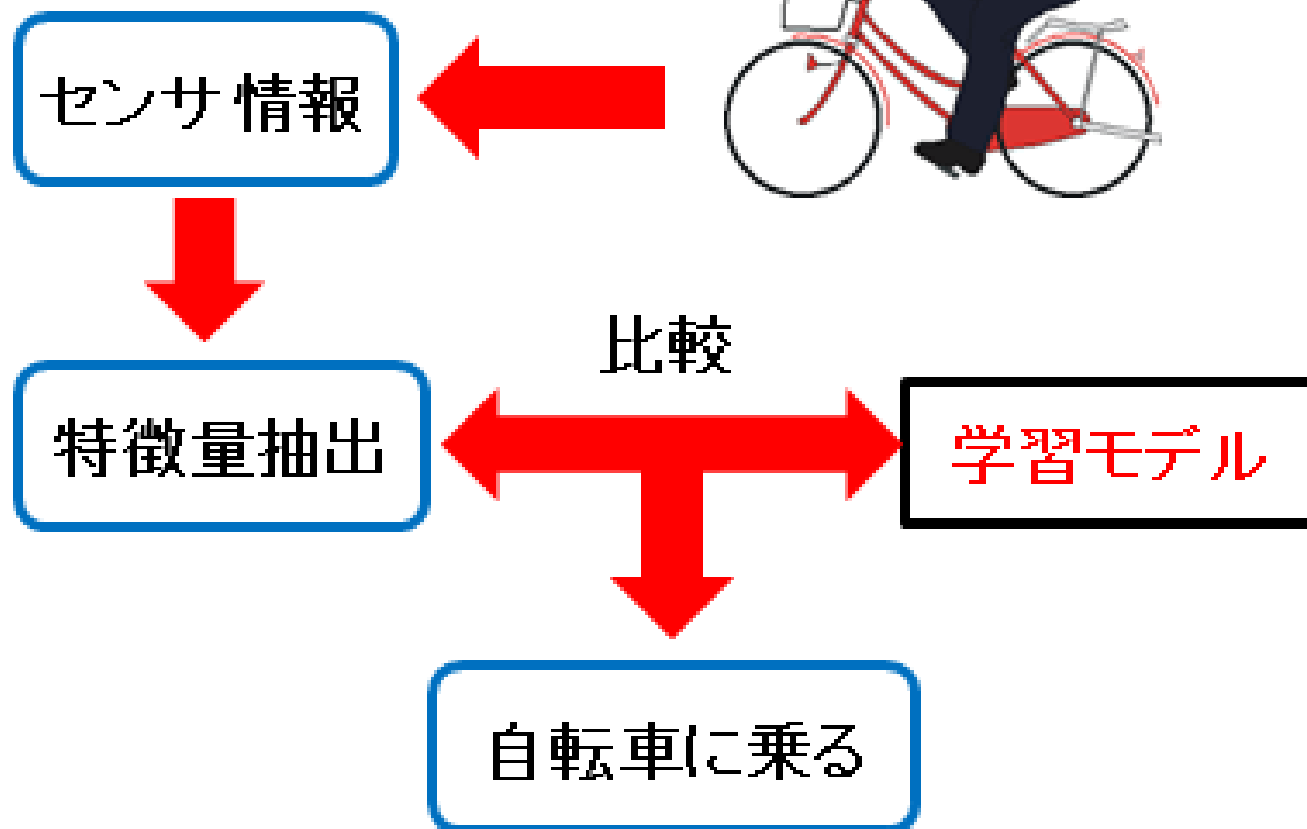 センサ情報
比較
特徴量抽出
学習モデル
自転車に乗る